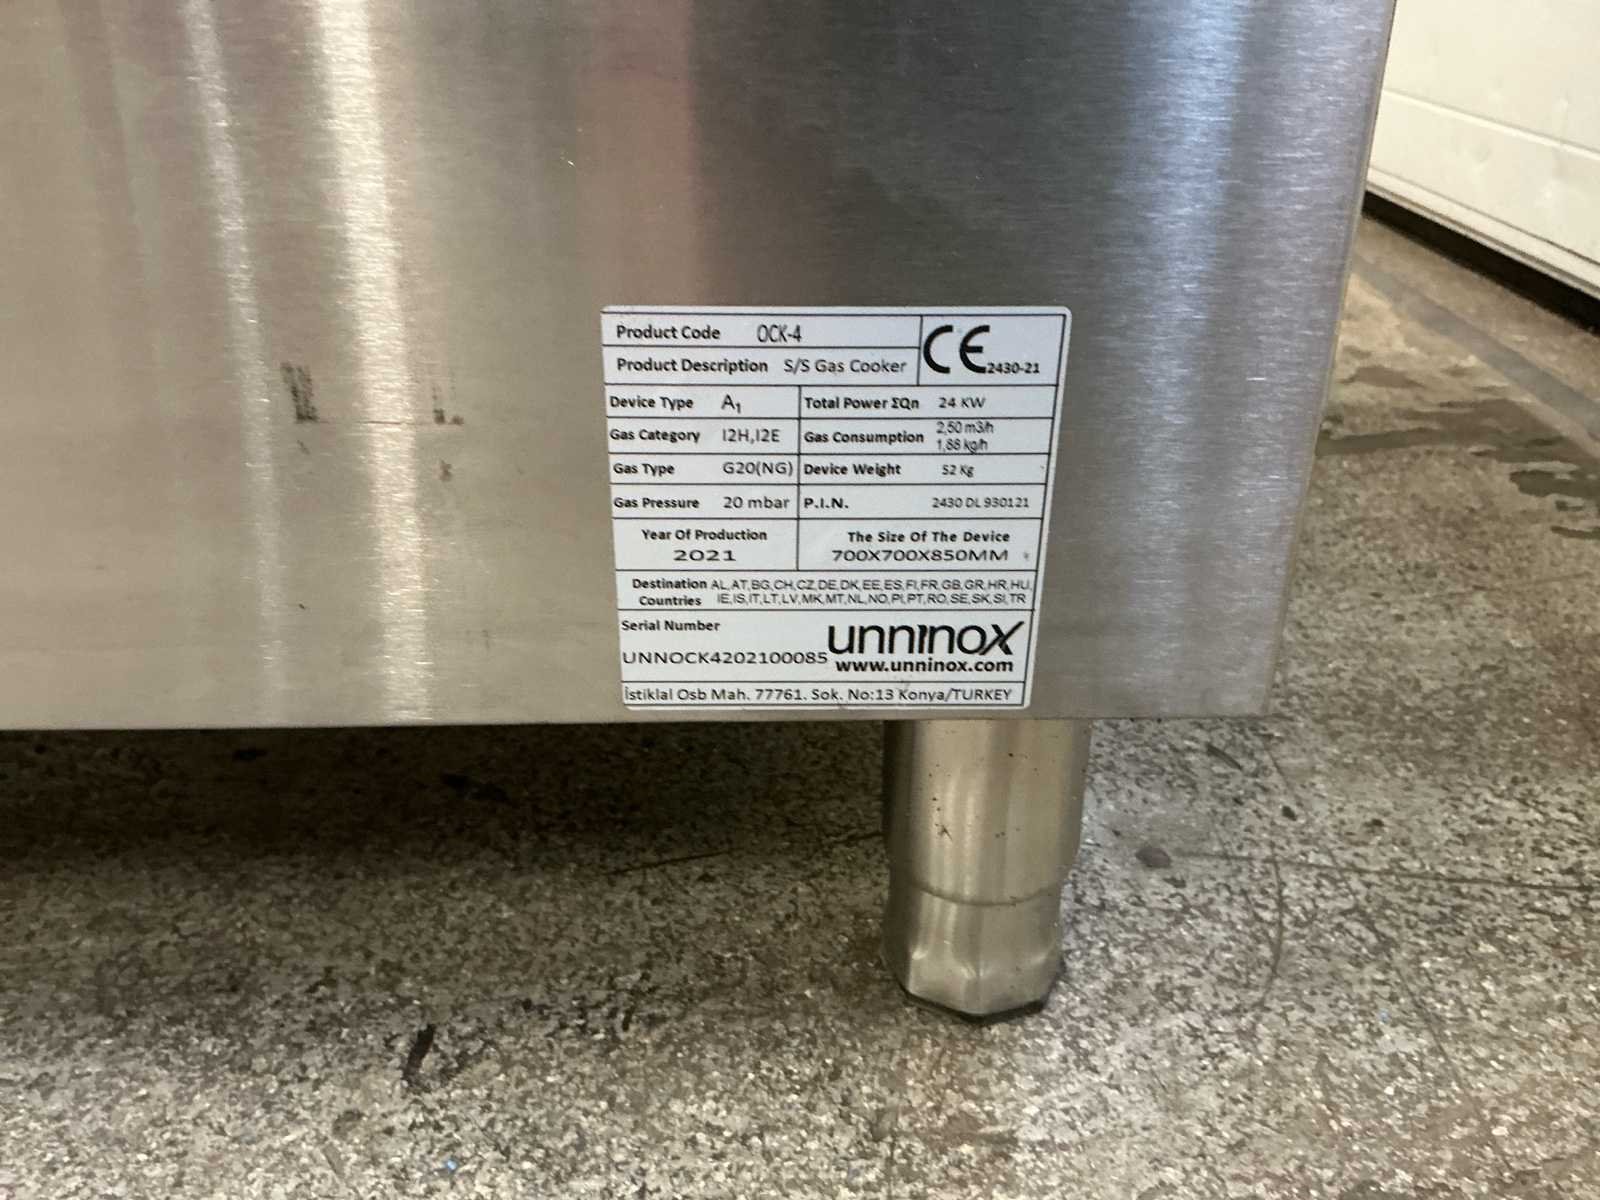 Product Code OCK-4
CE 2430-21
Product Description S/S Gas Cooker
Device Type A1 Total Power ΣQn 24 KW
Gas Category I2H,I2E Gas Consumption 2,50 m3/h
1,88 kg/h
Gas Type G20(NG) Device Weight 52 Kg
Gas Pressure 20 mbar P.I.N. 2430 DL 930121
Year Of Production The Size Of The Device
2021 700X700X850MM
Destination AL,AT,BG,CH,CZ,DE,DK,EE,ES,FI,FR,GB,GR,HR,HU,
Countries IE,IS,IT,LT,LV,MK,MT,NL,NO,Pl,PT,RO,SE,SK,SI,TR
Serial Number unninox
UNNOCK4202100085 www.unninox.com
İstiklal Osb Mah. 77761. Sok. No:13 Konya/TURKEY